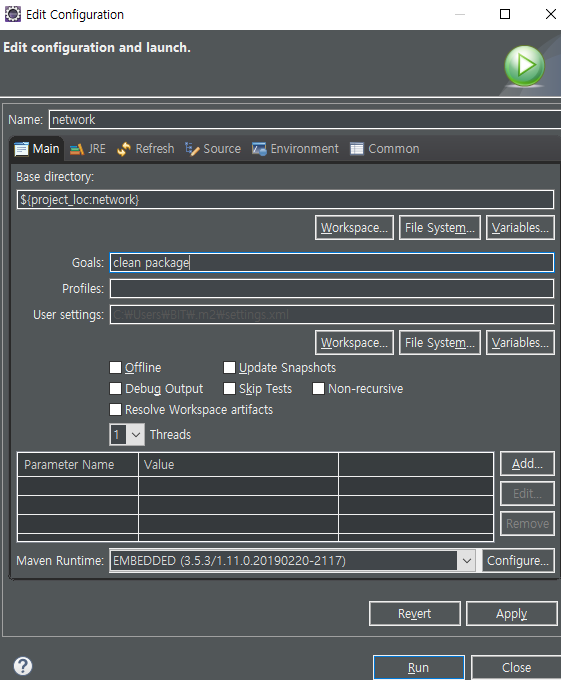 Edit Configuration
Edit configuration and launch.
Name: network
Main JRE Refresh Source Environment Common
Base directory:
${project_loc:network}
Workspace... File System... Variables...
Goals: clean package
Profiles:
User settings: C:₩Users₩BIT₩.m2₩settings.xml
Workspace... File System... Variables...
Offline Update Snapshots
Debug Output Skip Tests Non-recursive
Resolve Workspace artifacts
1 Threads
Parameter Name Value Add...
Edit...
Remove
Maven Runtime: EMBEDDED (3.5.3/1.11.0.20190220-2117) Configure...
Revert Apply
? Run Close